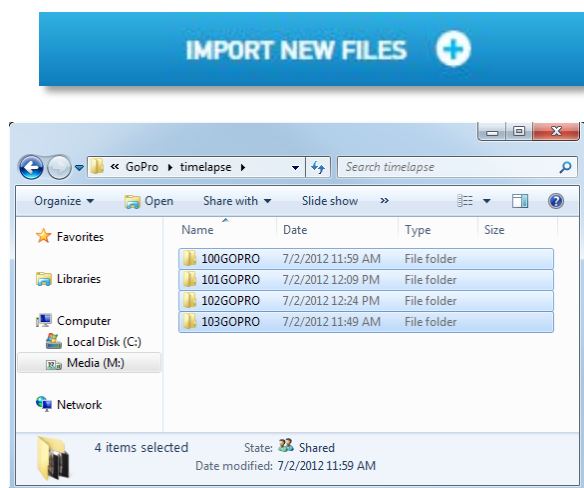 IMPORT NEW FILES
« GoPro timelapse Search timelapse
Organize Open Share with Slide show »
Favorites
Libraries
Computer
Local Disk (C:)
Media (M:)
Network
Name Date Type Size
100GOPRO 7/2/2012 11:59 AM File folder
101GOPRO 7/2/2012 12:09 PM File folder
102GOPRO 7/2/2012 12:24 PM File folder
103GOPRO 7/2/2012 11:49 AM File folder
4 items selected State: Shared
Date modified: 7/2/2012 11:59 AM